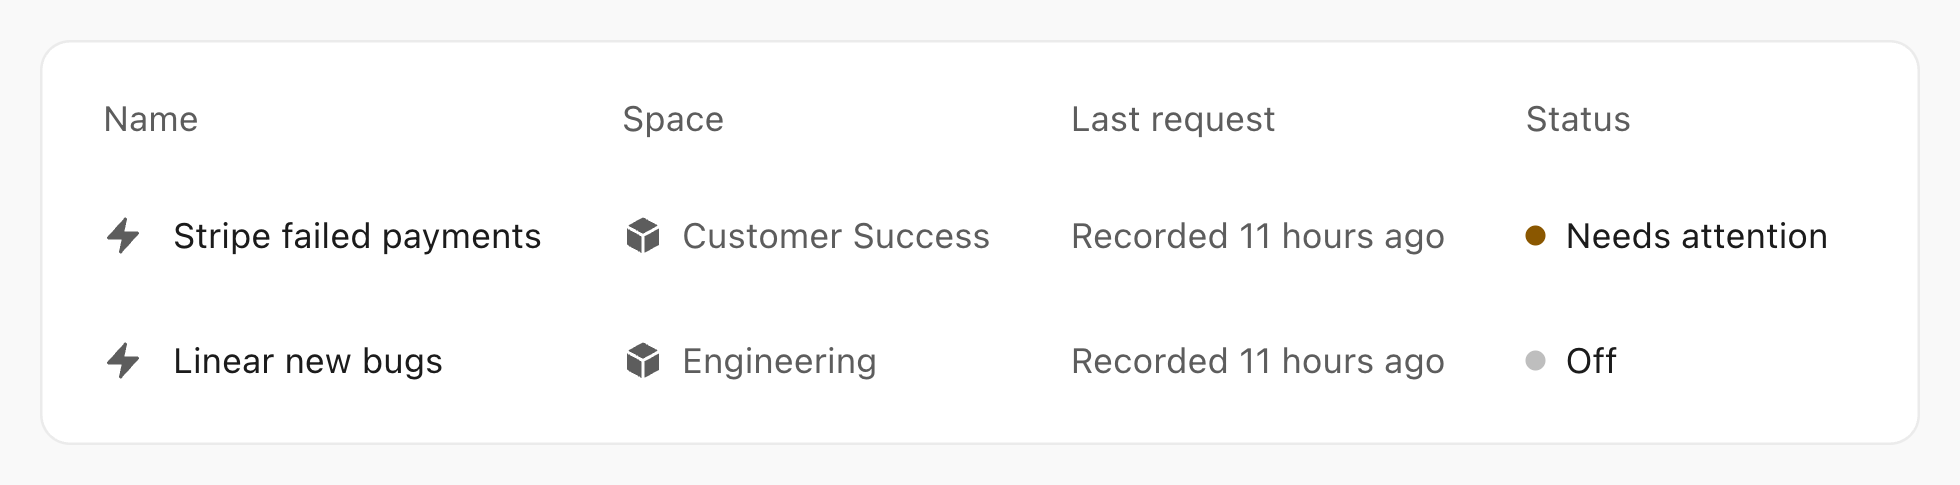 Name Space Last request Status
Stripe failed payments Customer Success Recorded 11 hours ago Needs attention
Linear new bugs Engineering Recorded 11 hours ago Off